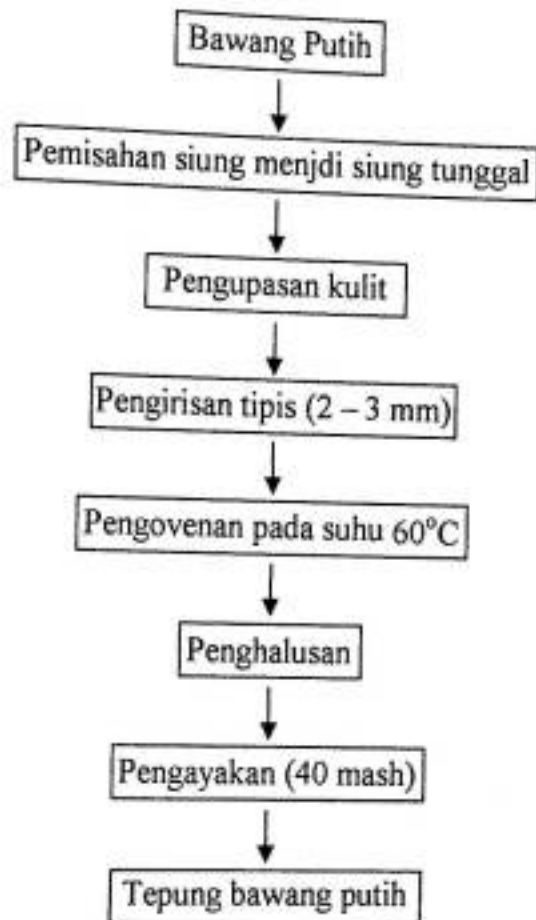 Bawang Putih
Pemisahan siung menjdi siung tunggal
Pengupasan kulit
Pengirisan tipis (2 – 3 mm)
Pengovenan pada suhu 60°C
Penghalusan
Pengayakan (40 mash)
Tepung bawang putih